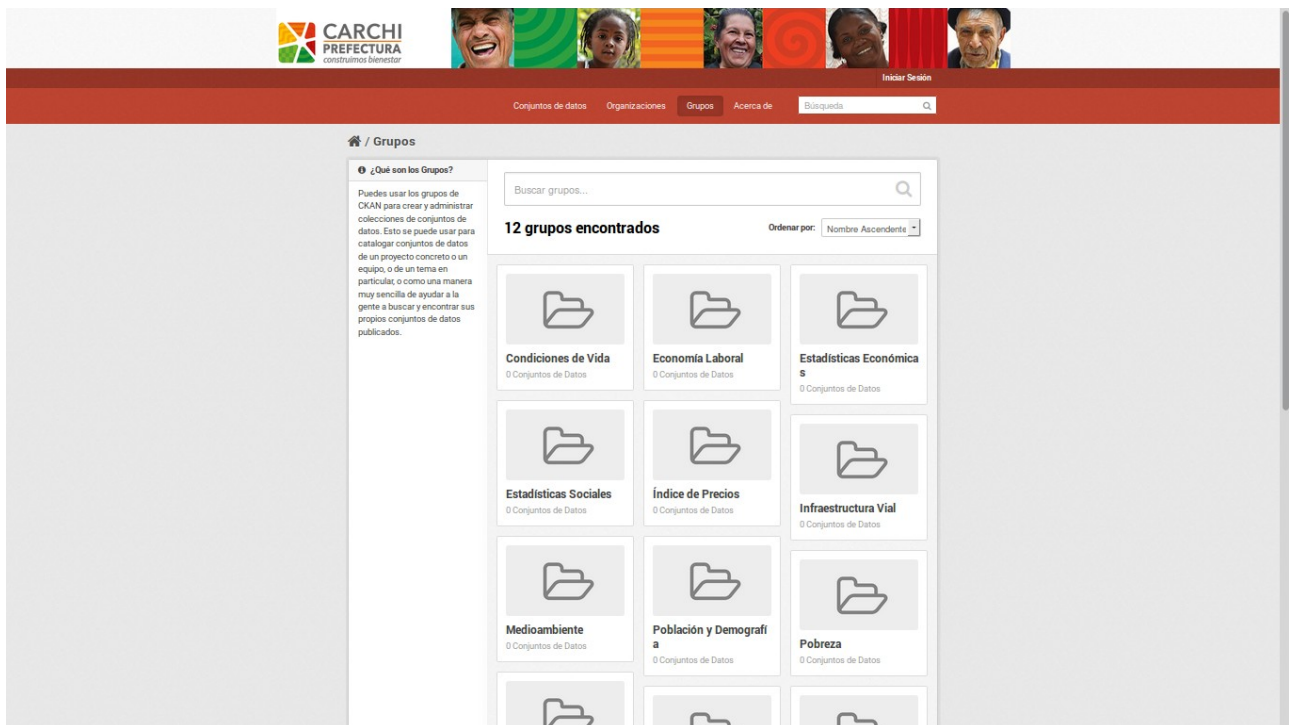 CARCHI
PREFECTURA
construimos bienestar
Iniciar Sesión
Conjuntos de datos Organizaciones Grupos Acerca de Búsqueda
/ Grupos
¿Qué son los Grupos?
Puedes usar los grupos de
CKAN para crear y administrar
colecciones de conjuntos de
datos. Esto se puede usar para
catalogar conjuntos de datos
de un proyecto concreto o un
equipo, o de un tema en
particular, o como una manera
muy sencilla de ayudar a la
gente a buscar y encontrar sus
propios conjuntos de datos
publicados.
Buscar grupos...
12 grupos encontrados
Ordenar por: Nombre Ascendente
Condiciones de Vida
0 Conjuntos de Datos
Economía Laboral
0 Conjuntos de Datos
Estadísticas Económica
s
0 Conjuntos de Datos
Estadísticas Sociales
0 Conjuntos de Datos
Índice de Precios
0 Conjuntos de Datos
Infraestructura Vial
0 Conjuntos de Datos
Medioambiente
0 Conjuntos de Datos
Población y Demografí
a
0 Conjuntos de Datos
Pobreza
0 Conjuntos de Datos